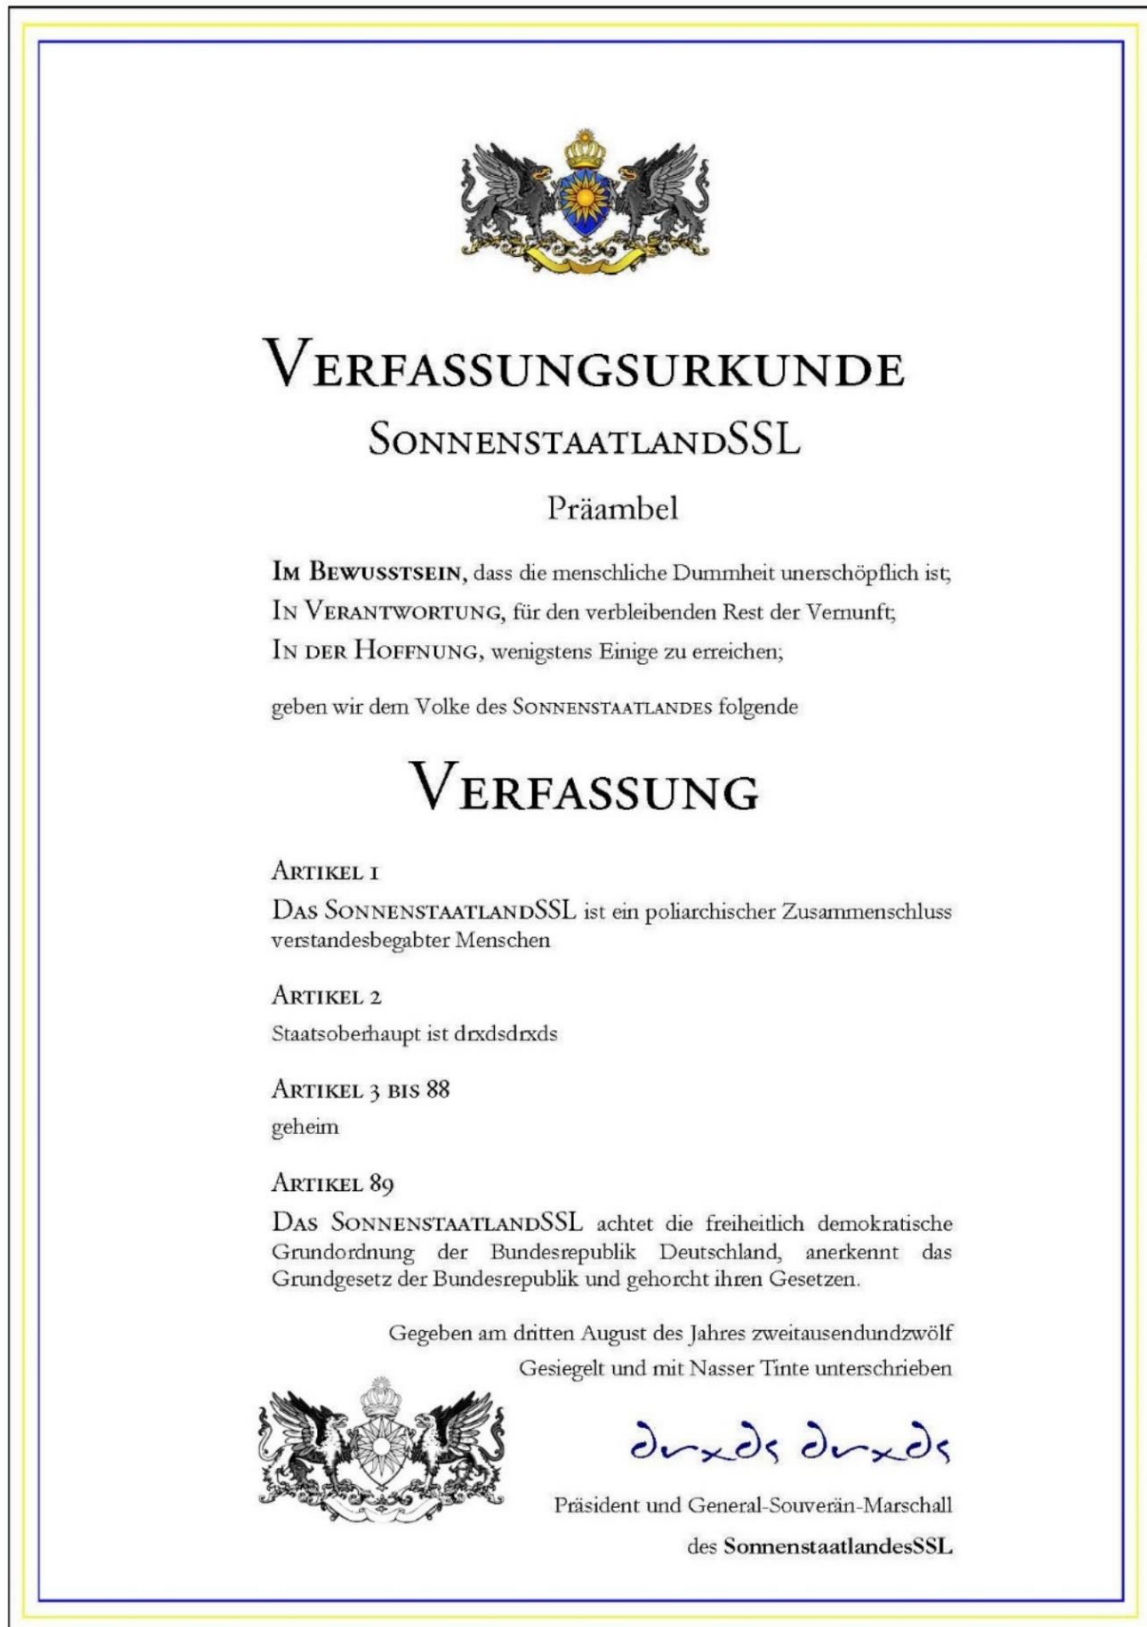 VERFASSUNGSURKUNDE
SONNENSTAATLANDSSL
Präambel
IM BEWUSSTSEIN, dass die menschliche Dummheit unerschöpflich ist;
IN VERANTWORTUNG, für den verbleibenden Rest der Vernunft;
IN DER HOFFNUNG, wenigstens Einige zu erreichen;
geben wir dem Volke des SONNENSTAATLANDES folgende
VERFASSUNG
ARTIKEL 1
DAS SONNENSTAATLANDSSL ist ein poliarchischer Zusammenschluss
verstandesbegabter Menschen
ARTIKEL 2
Staatsoberhaupt ist drxdsdrxds
ARTIKEL 3 BIS 88
geheim
ARTIKEL 89
DAS SONNENSTAATLANDSSL achtet die freiheitlich demokratische
Grundordnung der Bundesrepublik Deutschland, anerkennt das
Grundgesetz der Bundesrepublik und gehorcht ihren Gesetzen.
Gegeben am dritten August des Jahres zweitausendundzwölf
Gesiegelt und mit Nasser Tinte unterschrieben
drxds drxds
Präsident und General-Souverän-Marschall
des SonnenstaatlandesSSL